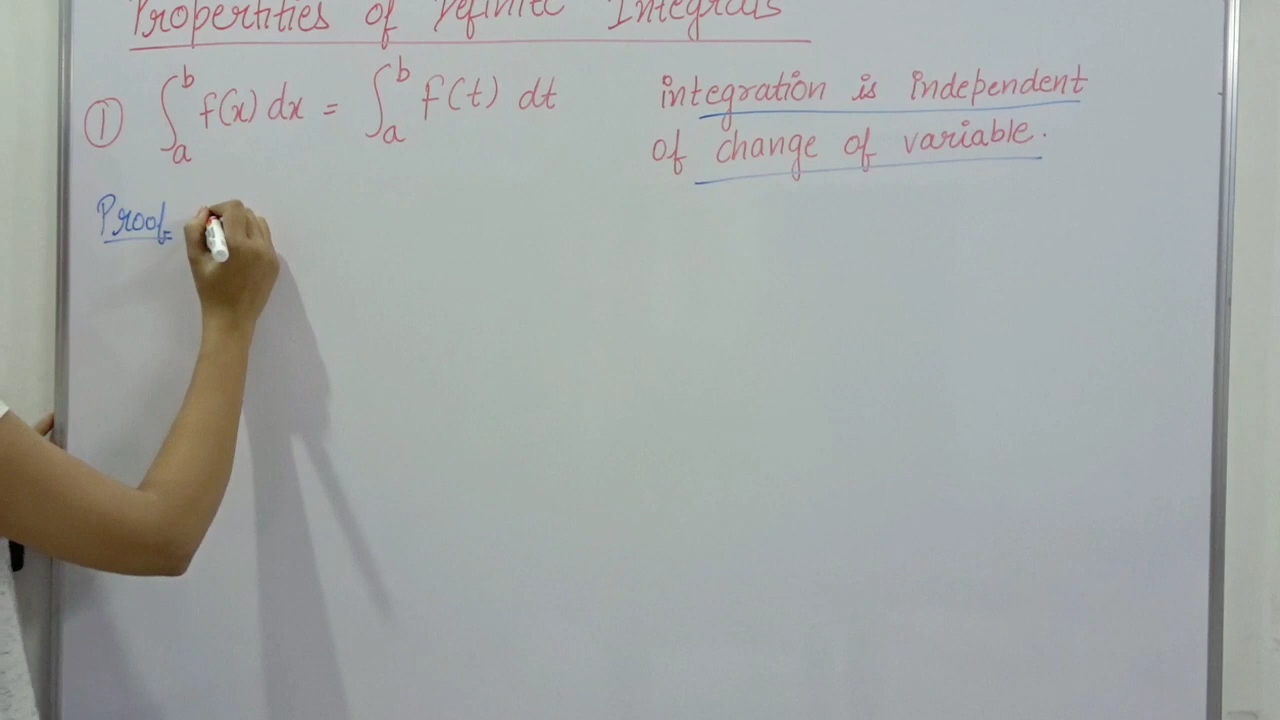 Propertities of Definite Integrals
① ∫_a^b f(x) dx = ∫_a^b f(t) dt
integration is independent
of change of variable.
Proof